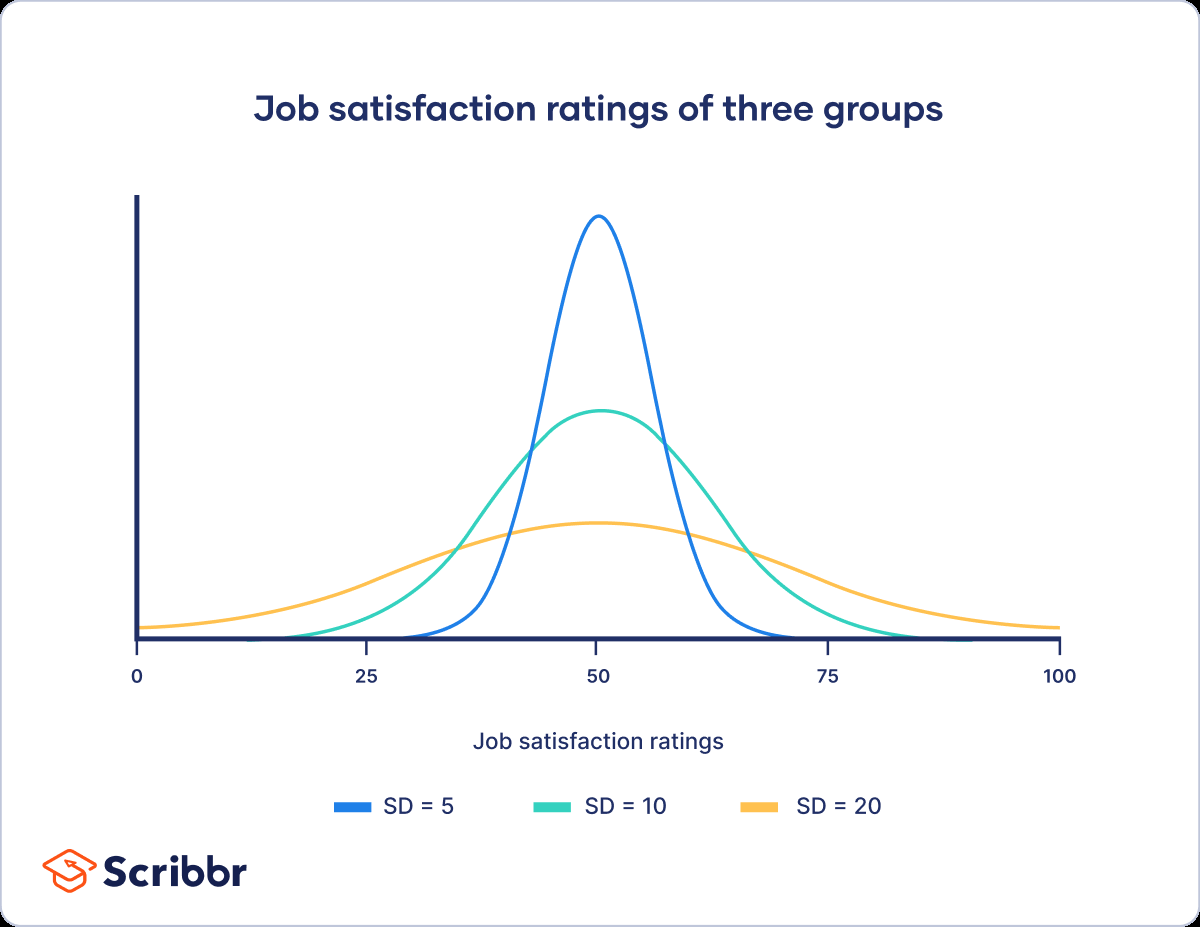 Job satisfaction ratings of three groups
0 25 50 75 100
Job satisfaction ratings
SD = 5 SD = 10 SD = 20
Scribbr